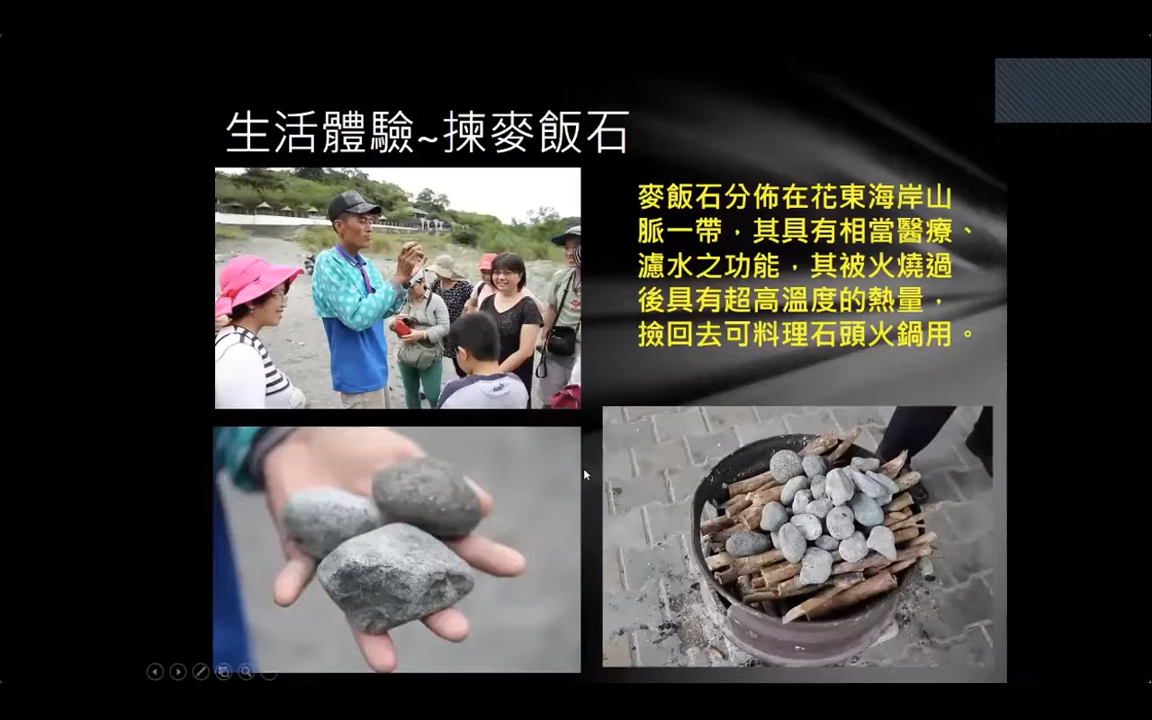 生活體驗~揀麥飯石
麥飯石分佈在花東海岸山
脈一帶，其具有相當醫療、
濾水之功能，其被火燒過
後具有超高溫度的熱量，
撿回去可料理石頭火鍋用。